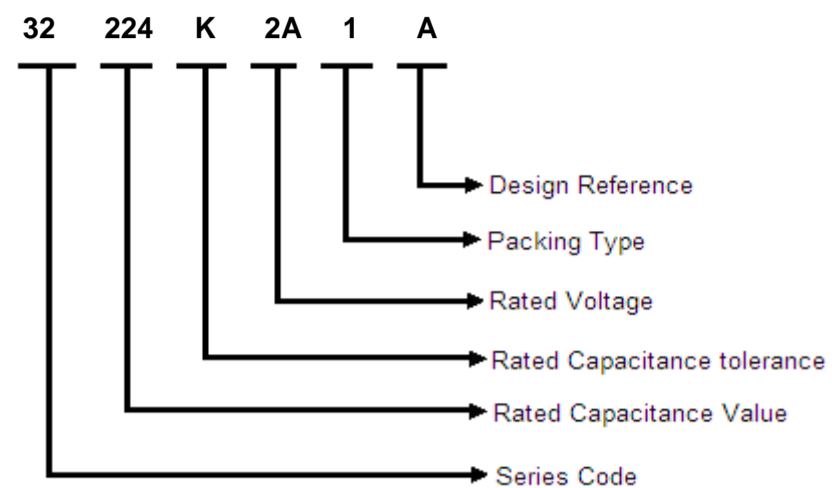 32 224 K 2A 1 A
Design Reference
Packing Type
Rated Voltage
Rated Capacitance tolerance
Rated Capacitance Value
Series Code